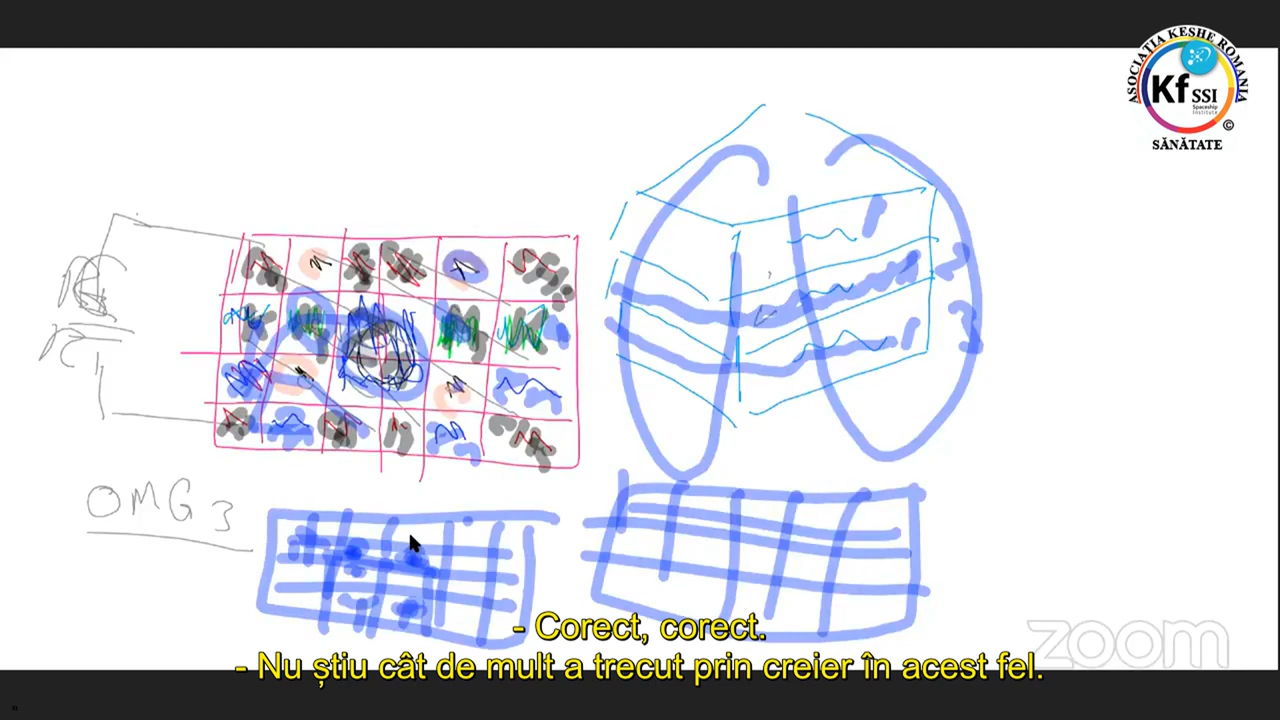 ASOCIAȚIA KESHE ROMANIA
Kf SSI
Spaceship
Institute
©
SĂNĂTATE
OMG 3
- Corect, corect.
- Nu știu cât de mult a trecut prin creier în acest fel.
zoom